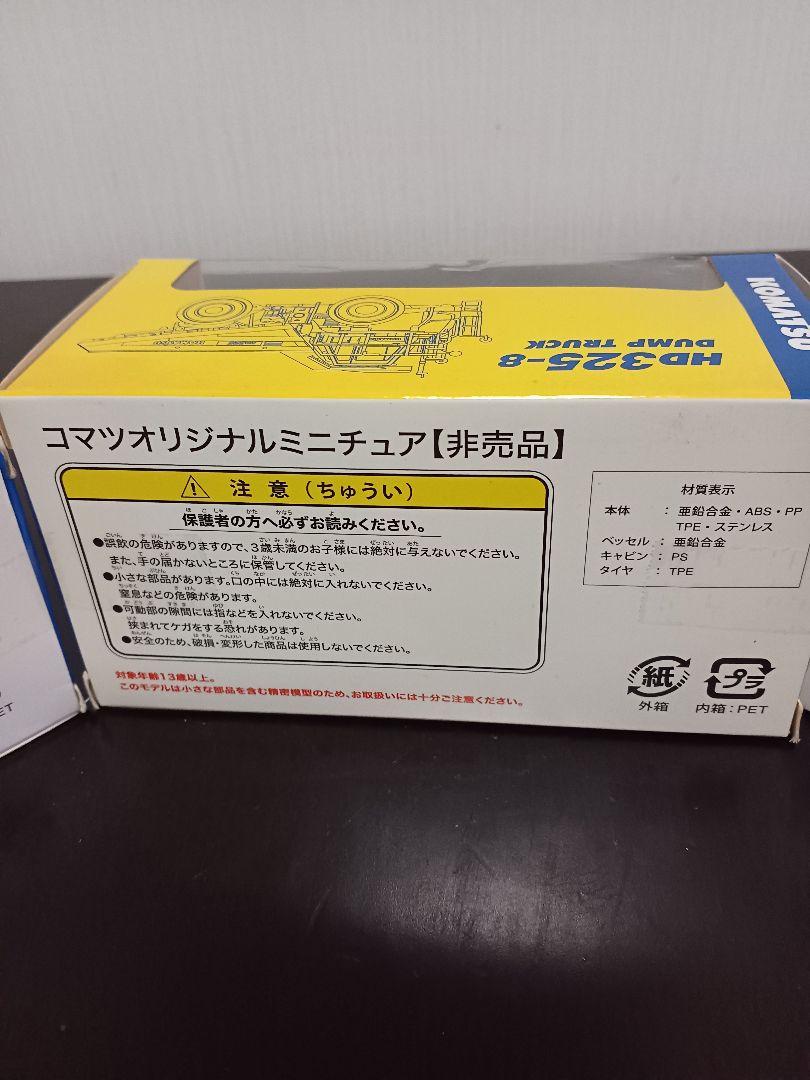 KOMATSU
HD325-8
DUMP TRUCK
コマツオリジナルミニチュア【非売品】
注 意（ちゅうい）
保護者の方へ必ずお読みください。
●誤飲の危険がありますので、3歳未満のお子様には絶対に与えないでください。
また、手の届かないところに保管してください。
●小さな部品があります。口の中には絶対に入れないでください。
窒息などの危険があります。
●可動部の隙間には指などを入れないでください。
挟まれてケガをする恐れがあります。
●安全のため、破損・変形した商品は使用しないでください。
対象年齢13歳以上。
このモデルは小さな部品を含む精密模型のため、お取扱いには十分ご注意ください。
材質表示
本体 : 亜鉛合金・ABS・PP
TPE・ステンレス
ベッセル : 亜鉛合金
キャビン : PS
タイヤ : TPE
紙
外箱
プラ
内箱：PET